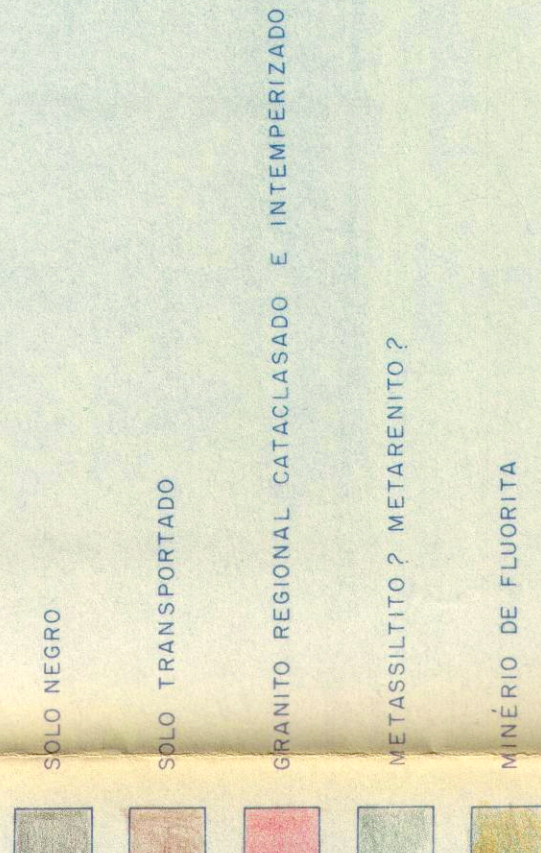 SOLO NEGRO
SOLO TRANSPORTADO
GRANITO REGIONAL CATACLASADO E INTEMPERIZADO
METASSILTITO? METARENITO?
MINÉRIO DE FLUORITA